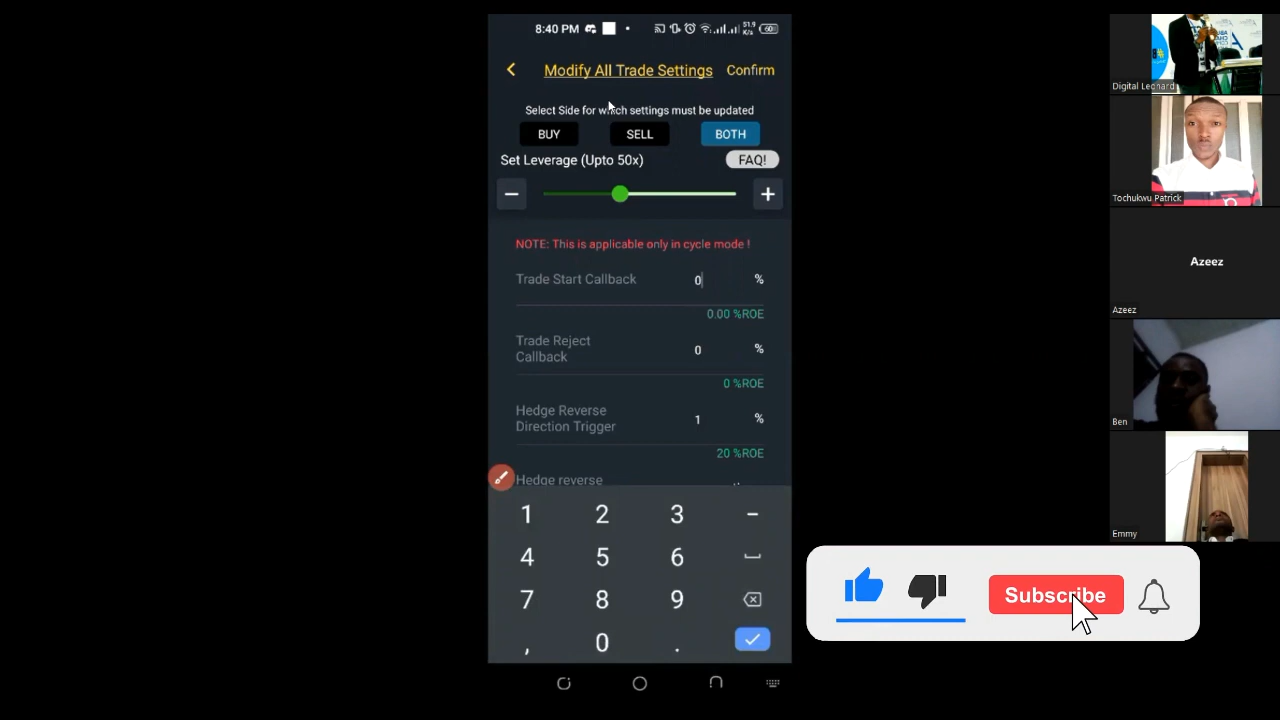 8:40 PM
51.9
K/s
60
Modify All Trade Settings
Confirm
Select Side for which settings must be updated
BUY
SELL
BOTH
Set Leverage (Upto 50x)
FAQ!
NOTE: This is applicable only in cycle mode !
Trade Start Callback
0
%
0.00 %ROE
Trade Reject
Callback
0
%
0 %ROE
Hedge Reverse
Direction Trigger
1
%
20 %ROE
Hedge reverse
1
2
3
-
4
5
6
7
8
9
,
0
.
Digital Leonard
Tochukwu Patrick
Azeez
Azeez
Ben
Emmy
Subscribe